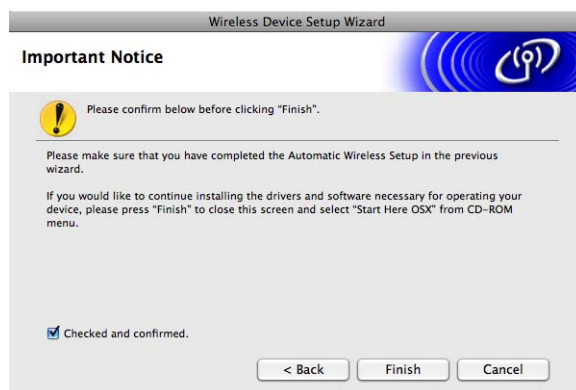 Wireless Device Setup Wizard
Important Notice
Please confirm below before clicking "Finish".
Please make sure that you have completed the Automatic Wireless Setup in the previous
wizard.
If you would like to continue installing the drivers and software necessary for operating your
device, please press "Finish" to close this screen and select "Start Here OSX" from CD-ROM
menu.
Checked and confirmed.
< Back
Finish
Cancel